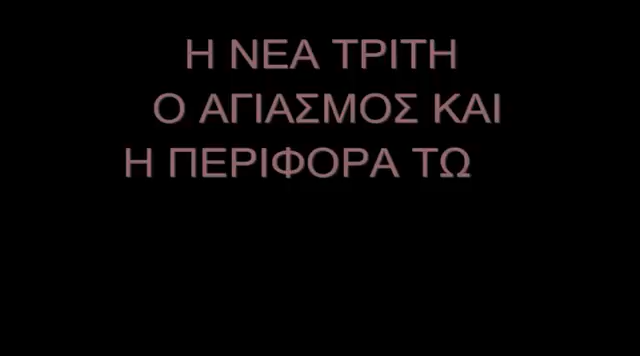 Η ΝΕΑ ΤΡΙΤΗ
Ο ΑΓΙΑΣΜΟΣ ΚΑΙ
Η ΠΕΡΙΦΟΡΑ ΤΩ